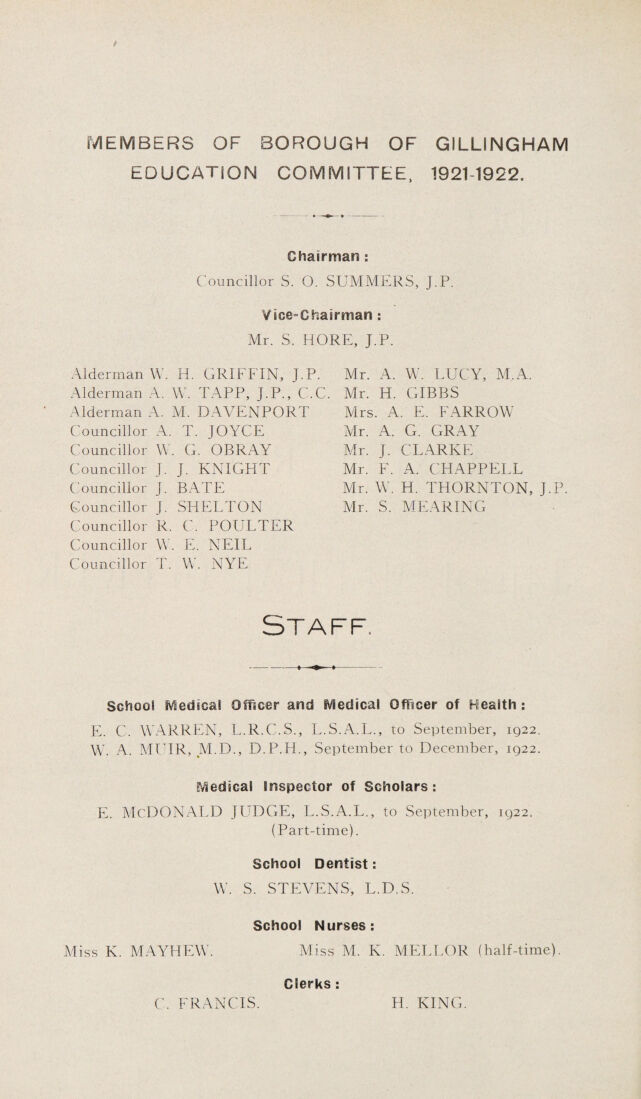 MEMBERS OF BOROUGH OF GILLINGHAM
EDUCATION COMMITTEE, 1921-1922.
Chairman :
Councillor S. O. SUMMERS, J.P.
Vice-Chairman :
Mr. S. HORE, J.P.
Alderman W. H. GRIFFIN, J.P.
Alderman A. W. TAPP, J.P., C.C.
Alderman A. M. DAVENPORT
Councillor A. T. JOYCE
Councillor W. G. OBRAY
Councillor J. J. KNIGHT
Councillor J. BATE
Councillor J. SHELTON
Councillor R. C. POULTER
Councillor W. E. NEIL
Councillor T. W. NYE
Mr. A. W. LUCY, M.A.
Mr. H. GIBBS
Mrs. A. E. FARROW
Mr. A. G. GRAY
Mr. J. CLARKE
Mr. F. A. CHAPPELL
Mr. W. H. THORNTON, J.P.
Mr. S. MEARING
STAFF.
School Medical Officer and Medical Officer of Health :
E. C. WARREN, L.R.C.S., L.S.A.L., to September, 1922.
W. A. MUIR, M.D., D.P.H., September to December, 1922.
Medical Inspector of Scholars :
E. McDONALD JUDGE, L.S.A.L., to September, 1922.
(Part-time).
School Dentist :
W. S. STEVENS, L.D.S.
School Nurses :
Miss K. MAYHEW. Miss M. K. MELLOR (half-time).
Clerks :
C. FRANCIS. H. KING.